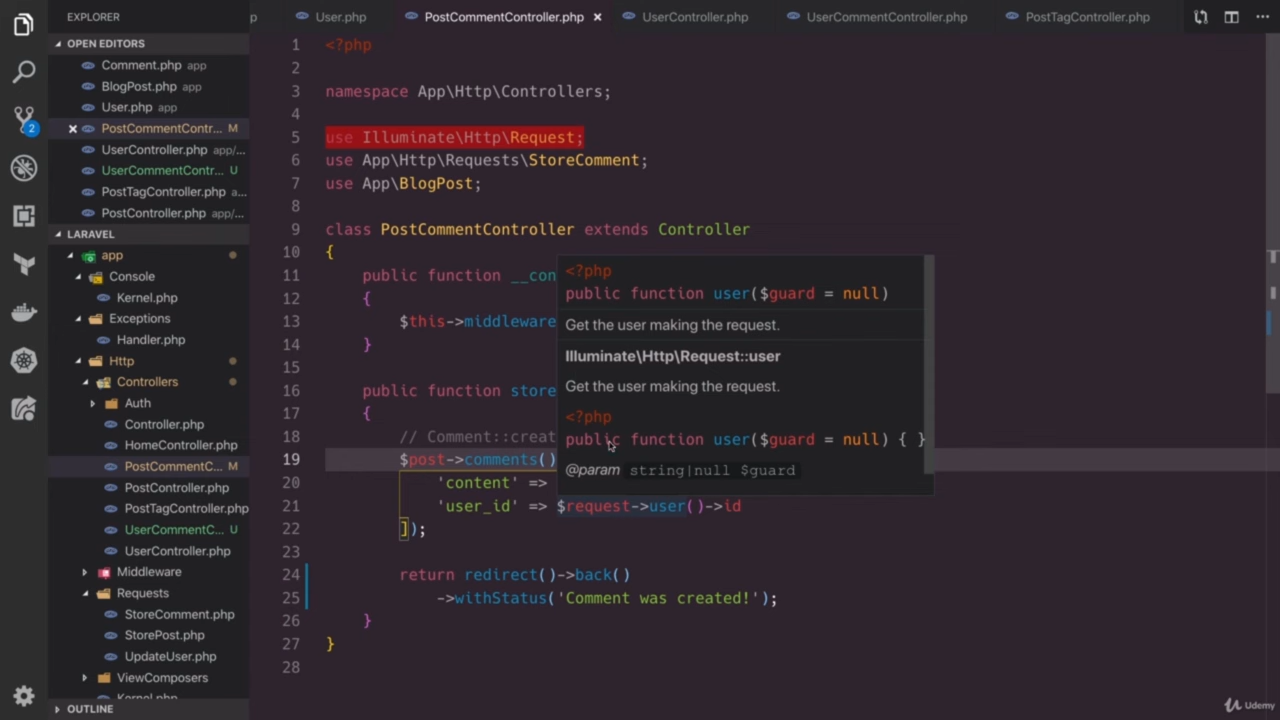 EXPLORER
OPEN EDITORS
Comment.php app
BlogPost.php app
User.php app
PostCommentContr... M
UserController.php app/...
UserCommentContr... U
PostTagController.php a...
PostController.php app/...
LARAVEL
app
Console
Kernel.php
Exceptions
Handler.php
Http
Controllers
Auth
Controller.php
HomeController.php
PostCommentC... M
PostController.php
PostTagController.php
UserCommentC... U
UserController.php
Middleware
Requests
StoreComment.php
StorePost.php
UpdateUser.php
ViewComposers
Kernel.php
OUTLINE
2
p User.php PostCommentController.php UserController.php UserCommentController.php PostTagController.php
1 <?php
2
3 namespace App\Http\Controllers;
4
5 use Illuminate\Http\Request;
6 use App\Http\Requests\StoreComment;
7 use App\BlogPost;
8
9 class PostCommentController extends Controller
10 {
11 public function __con
12 {
13 $this->middleware
14 }
15
16 public function store
17 {
18 // Comment::creat
19 $post->comments()
20 'content' =>
21 'user_id' => $request->user()->id
22 ]);
23
24 return redirect()->back()
25 ->withStatus('Comment was created!');
26 }
27 }
28
<?php
public function user($guard = null)
Get the user making the request.
Illuminate\Http\Request::user
Get the user making the request.
<?php
public function user($guard = null) { }
@param string|null $guard
Udemy